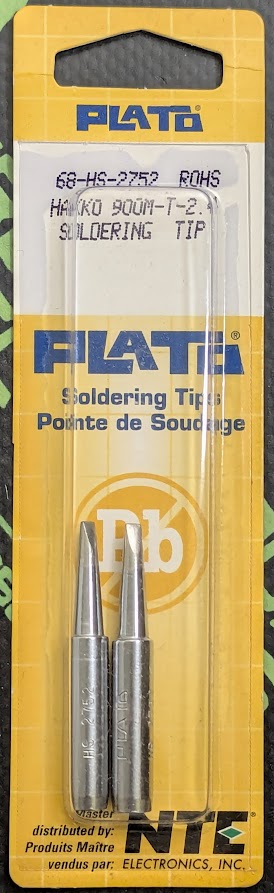 PLATO®
68-HS-2752 ROHS
HAKKO 900M-T-2.4
SOLDERING TIP
PLATO®
Soldering Tips
Pointe de Soudage
Pb
HS 2752
PLATO
Master
distributed by:
Produits Maître
vendus par:
NTE
ELECTRONICS, INC.